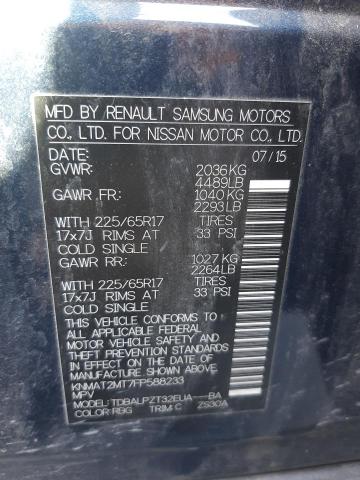 MFD BY RENAULT SAMSUNG MOTORS
CO., LTD. FOR NISSAN MOTOR CO., LTD.
DATE: 07/15
GVWR: 2036KG
4489LB
GAWR FR: 1040KG
2293LB
WITH 225/65R17 TIRES
17x7J RIMS AT 33 PSI
COLD SINGLE
GAWR RR: 1027KG
2264LB
WITH 225/65R17 TIRES
17x7J RIMS AT 33 PSI
COLD SINGLE
THIS VEHICLE CONFORMS TO
ALL APPLICABLE FEDERAL
MOTOR VEHICLE SAFETY AND
THEFT PREVENTION STANDARDS
IN EFFECT ON THE DATE OF
MANUFACTURE SHOWN ABOVE.
KNMAT2MT7FP588233
MPV
MODEL: TDBALPZT32EUA---BA
COLOR:RBG TRIM:C ZS30A